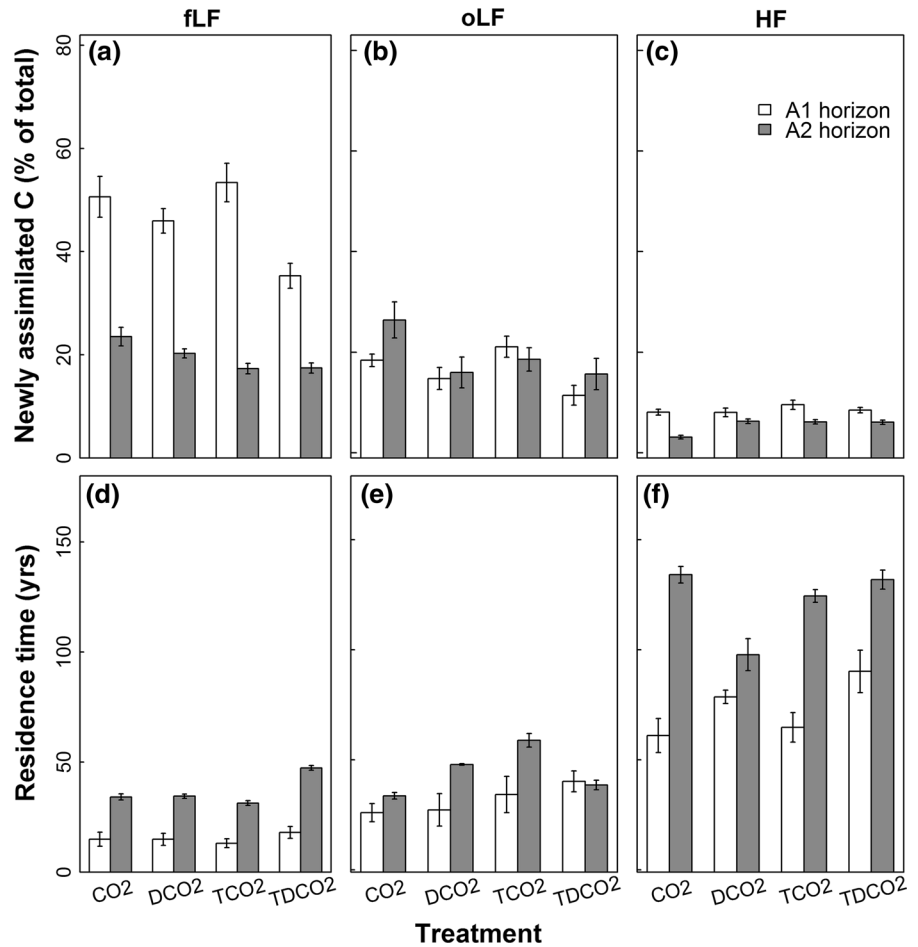 fLF oLF HF
(a) (b) (c)
A1 horizon
A2 horizon
Newly assimilated C (% of total)
80
60
40
20
0
(d) (e) (f)
Residence time (yrs)
150
100
50
0
CO2 DCO2 TCO2 TDCO2 CO2 DCO2 TCO2 TDCO2 CO2 DCO2 TCO2 TDCO2
Treatment